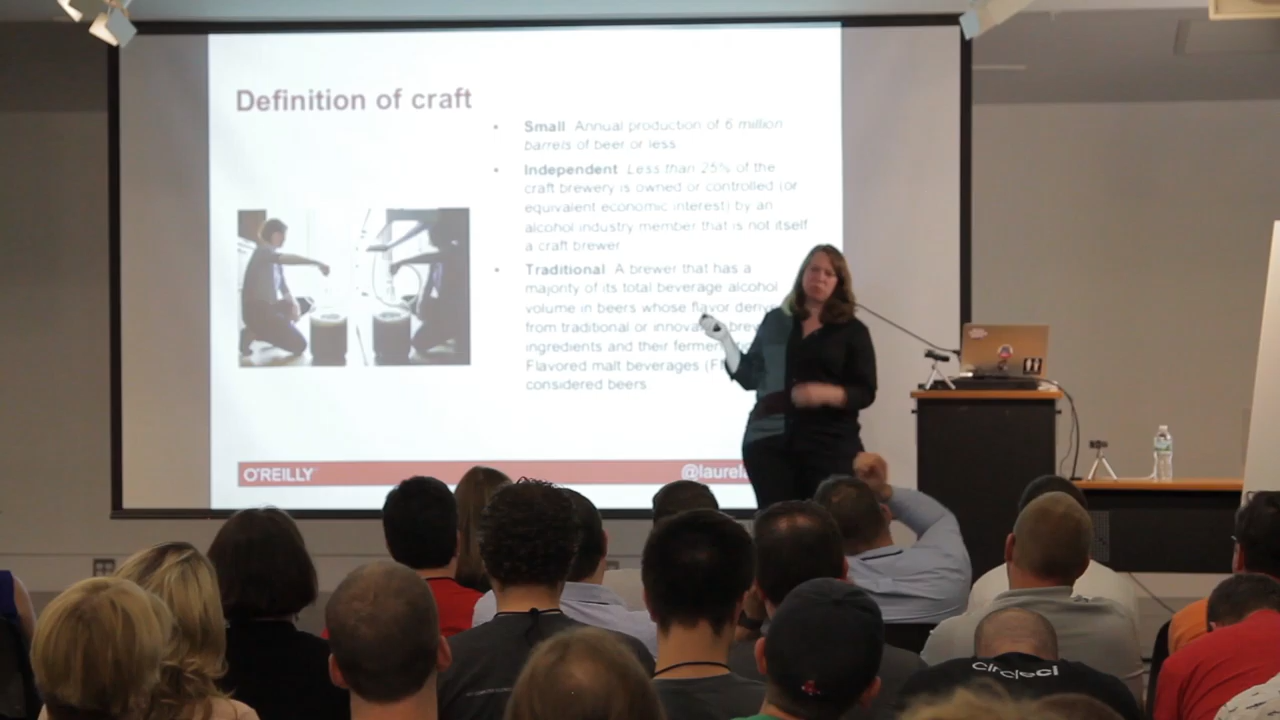 Definition of craft
• Small Annual production of 6 million
barrels of beer or less
• Independent Less than 25% of the
craft brewery is owned or controlled (or
equivalent economic interest) by an
alcohol industry member that is not itself
a craft brewer
• Traditional A brewer that has a
majority of its total beverage alcohol
volume in beers whose flavor
from traditional or
ingredients and their
Flavored malt beverages
considered beers
O'REILLY
circleci